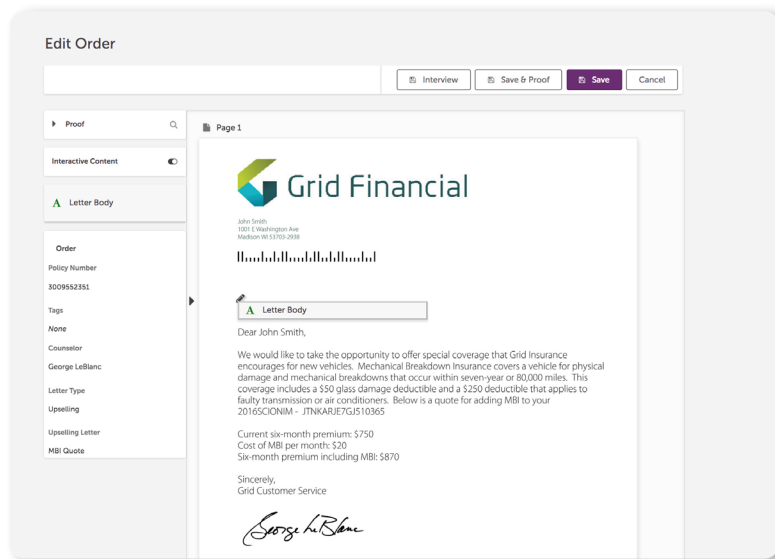 Edit Order
Interview
Save & Proof
Save
Cancel
Proof
Interactive Content
A Letter Body
Order
Policy Number
3009552351
Tags
None
Counselor
George LeBlanc
Letter Type
Upselling
Upselling Letter
MBI Quote
Page 1
Grid Financial
John Smith
1001 E Washington Ave
Madison WI 53703-2938
A Letter Body
Dear John Smith,
We would like to take the opportunity to offer special coverage that Grid Insurance
encourages for new vehicles. Mechanical Breakdown Insurance covers a vehicle for physical
damage and mechanical breakdowns that occur within seven-year or 80,000 miles. This
coverage includes a $50 glass damage deductible and a $250 deductible that applies to
faulty transmission or air conditioners. Below is a quote for adding MBI to your
2016SCIONIM - JTNKARJE7GJ510365
Current six-month premium: $750
Cost of MBI per month: $20
Six-month premium including MBI: $870
Sincerely,
Grid Customer Service
George LeBlanc